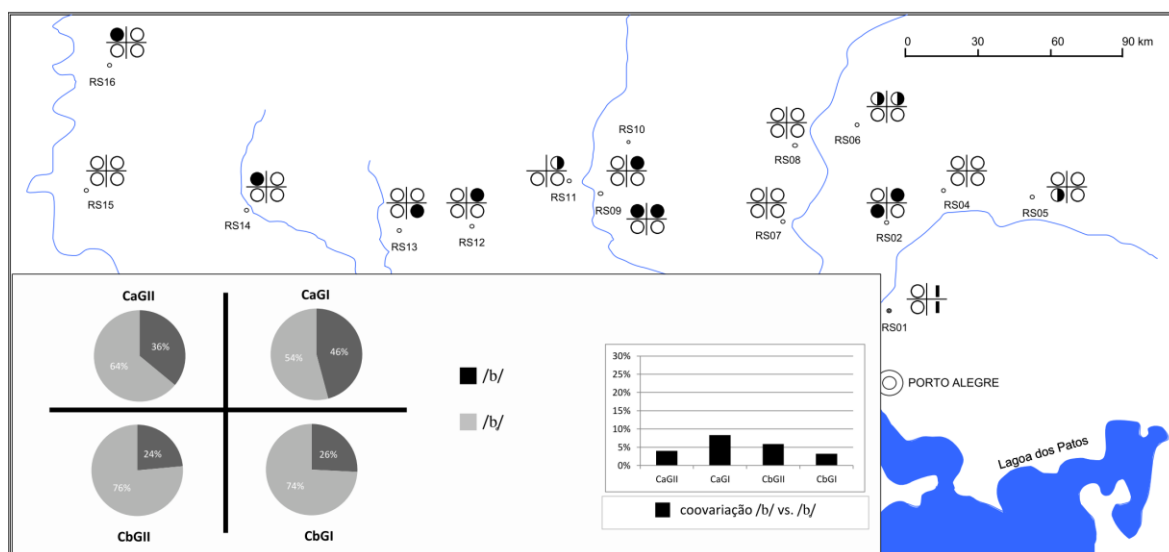 RS16
0 30 60 90 km
RS10
RS06
RS08
RS15
RS11
RS09
RS04
RS05
RS14
RS13
RS12
RS07
RS02
RS01
CaGII
CaGI
36%
64%
46%
54%
/b/
/b̥/
24%
76%
26%
74%
CbGII
CbGI
30%
25%
20%
15%
10%
5%
0%
CaGII CaGI CbGII CbGI
coovariação /b/ vs. /b̥/
PORTO ALEGRE
Lagoa dos Patos